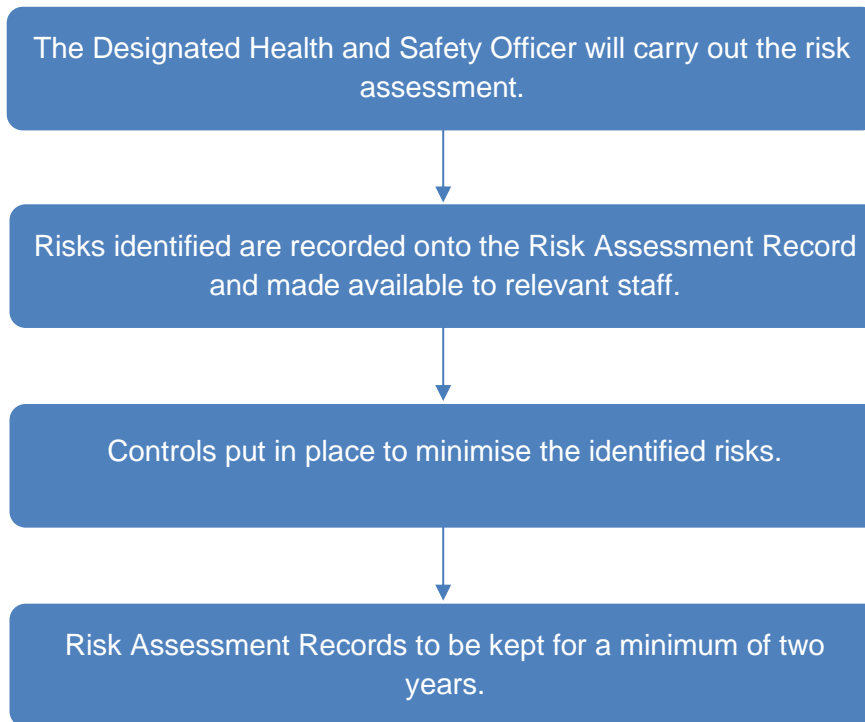 The Designated Health and Safety Officer will carry out the risk
assessment.
Risks identified are recorded onto the Risk Assessment Record
and made available to relevant staff.
Controls put in place to minimise the identified risks.
Risk Assessment Records to be kept for a minimum of two
years.